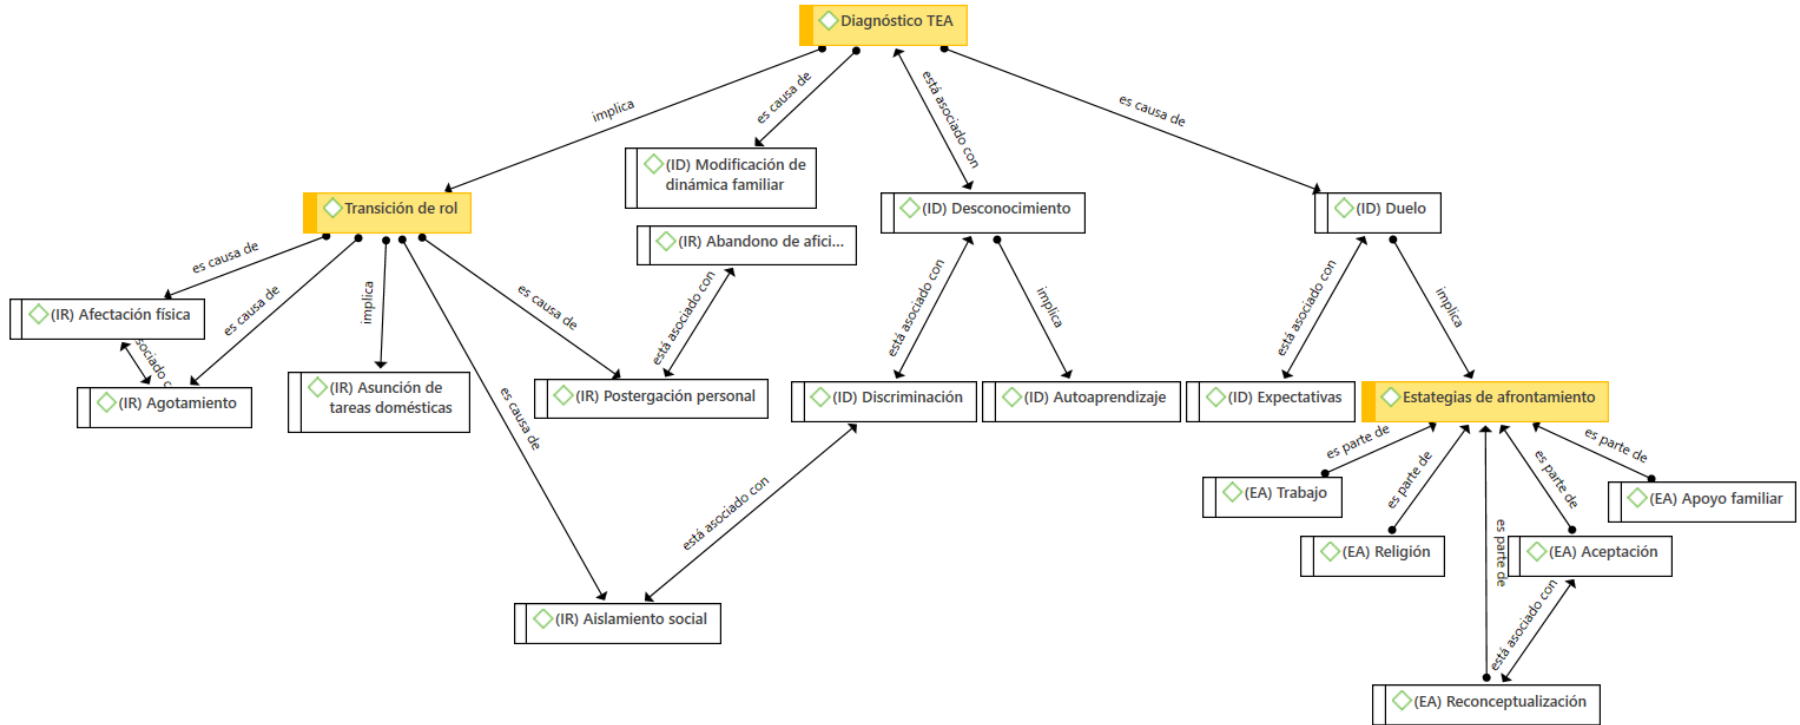 Diagnóstico TEA
implica
es causa de
está asociado con
es causa de
(ID) Modificación de
dinámica familiar
Transición de rol
(ID) Desconocimiento
(ID) Duelo
(IR) Abandono de afici...
es causa de
es causa de
implica
es causa de
es causa de
está asociado con
está asociado con
implica
está asociado con
implica
(IR) Afectación física
sociado c
(IR) Agotamiento
(IR) Asunción de
tareas domésticas
(IR) Postergación personal
(ID) Discriminación
(ID) Autoaprendizaje
(ID) Expectativas
Estategias de afrontamiento
es parte de
es parte de
es parte de
es parte de
es parte de
(EA) Trabajo
(EA) Apoyo familiar
(EA) Religión
(EA) Aceptación
está asociado con
(IR) Aislamiento social
está asociado con
(EA) Reconceptualización